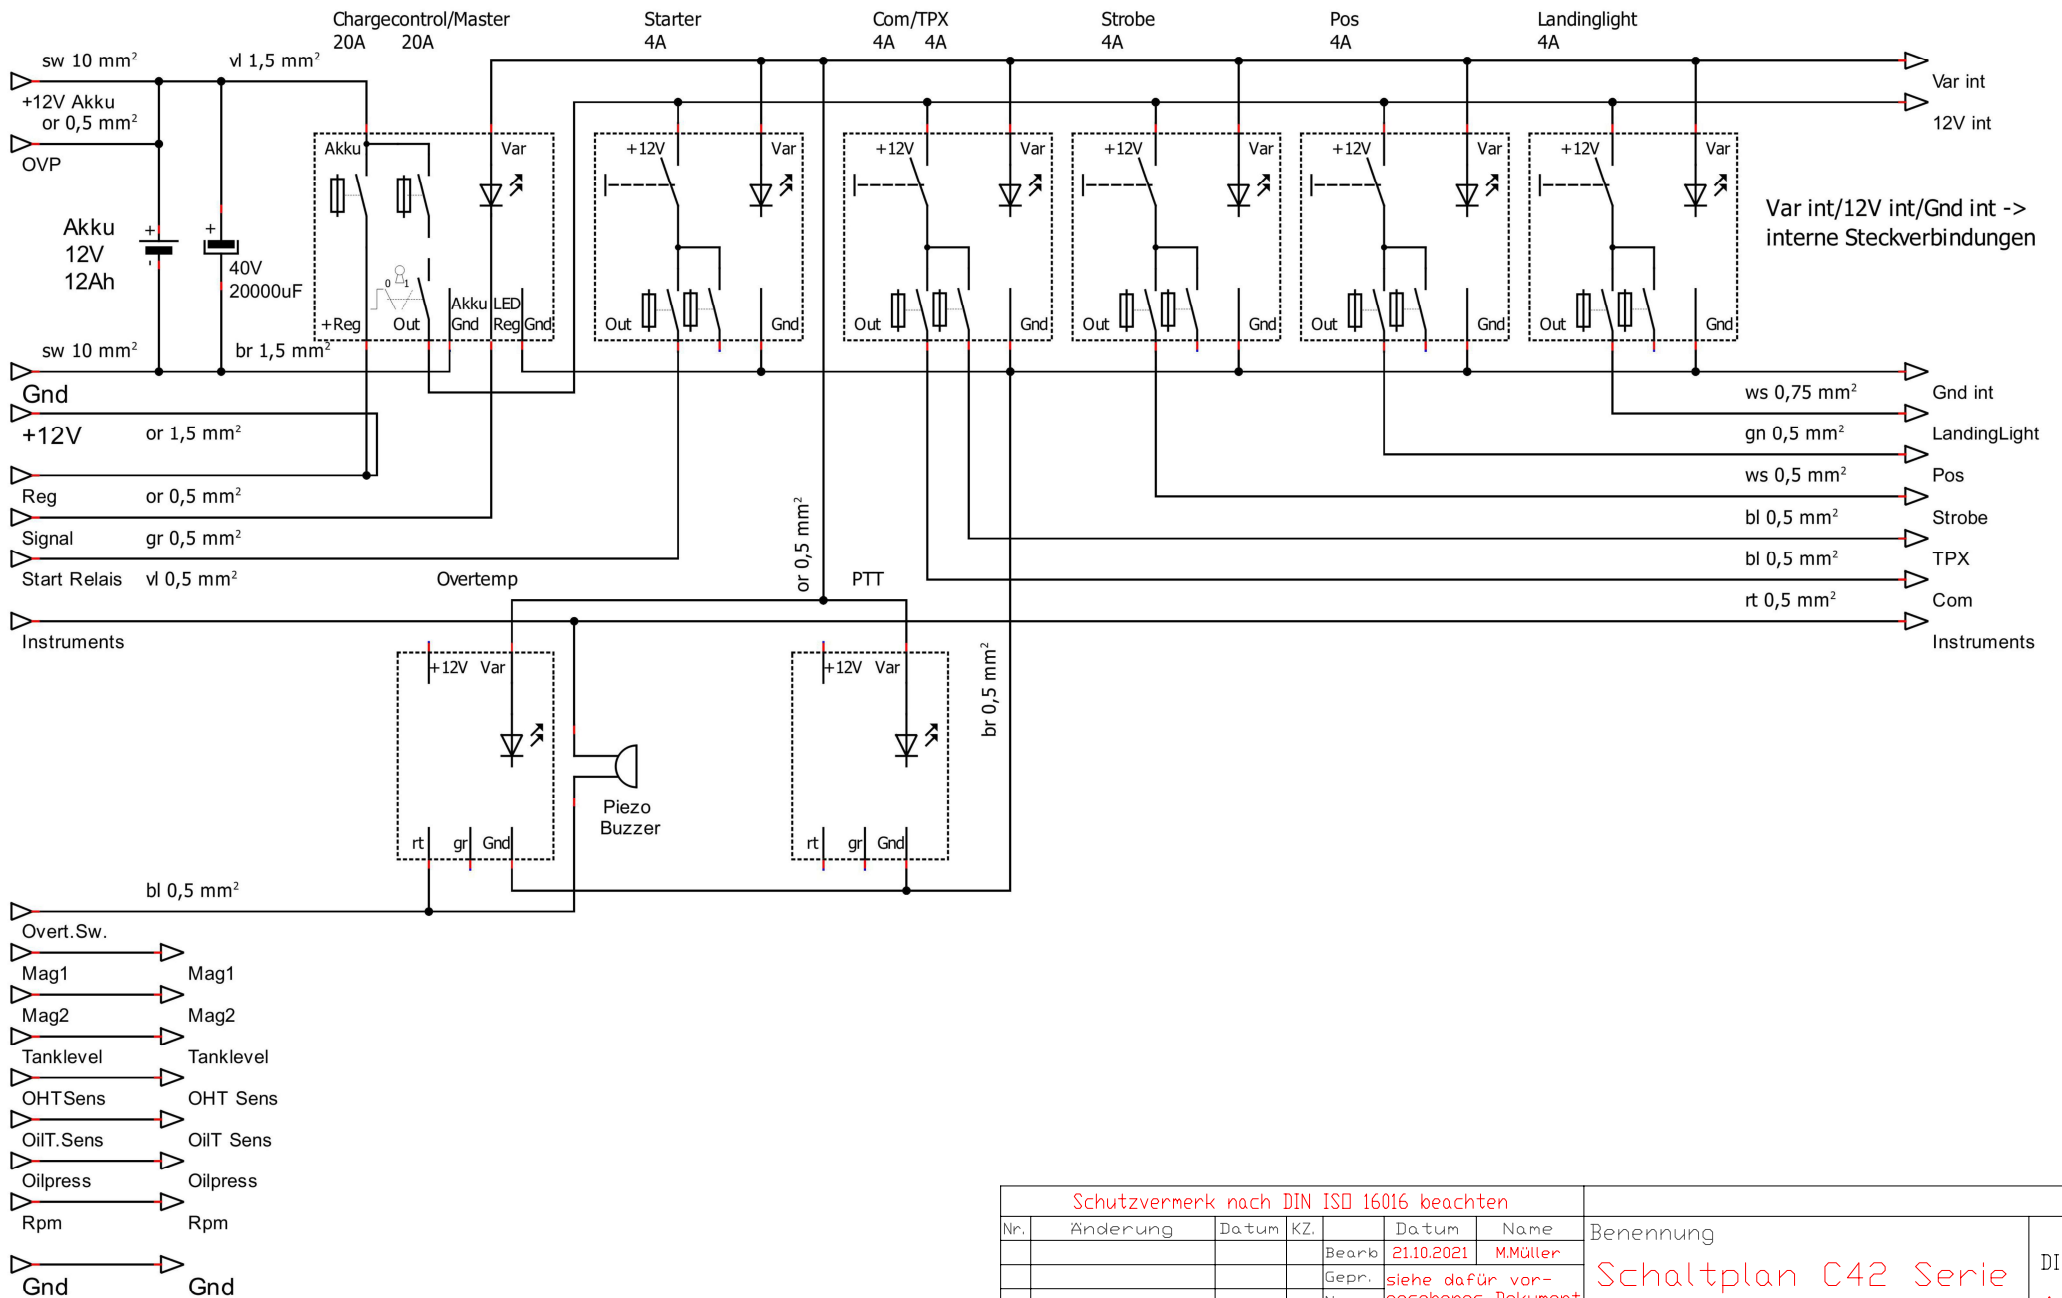 Chargecontrol/Master Starter Com/TPX Strobe Pos Landinglight
20A 20A 4A 4A 4A 4A 4A 4A
sw 10 mm² vl 1,5 mm²
Var int
+12V Akku
12V int
or 0,5 mm²
OVP
Akku Var +12V Var +12V Var +12V Var +12V Var +12V Var
Var int/12V int/Gnd int ->
interne Steckverbindungen
Akku
12V
12Ah
+
-
+
40V
20000uF
0 1
Akku LED
+Reg Out Gnd Reg Gnd Out Gnd Out Gnd Out Gnd Out Gnd Out Gnd
sw 10 mm² br 1,5 mm²
Gnd
ws 0,75 mm² Gnd int
+12V or 1,5 mm²
gn 0,5 mm² LandingLight
ws 0,5 mm² Pos
Reg or 0,5 mm²
bl 0,5 mm² Strobe
Signal gr 0,5 mm²
bl 0,5 mm² TPX
Start Relais vl 0,5 mm²
Overtemp or 0,5 mm² PTT
rt 0,5 mm² Com
Instruments Instruments
+12V Var +12V Var
br 0,5 mm²
Piezo
Buzzer
rt gr Gnd rt gr Gnd
bl 0,5 mm²
Overt.Sw.
Mag1 Mag1
Mag2 Mag2
Tanklevel Tanklevel
OHTSens OHT Sens
OilT.Sens OilT Sens
Oilpress Oilpress
Rpm Rpm
Gnd Gnd
Schutzvermerk nach DIN ISO 16016 beachten
Nr. Änderung Datum KZ. Datum Name Benennung
Bearb 21.10.2021 M.Müller
Gepr. siehe dafür vor-
Schaltplan C42 Serie
DI